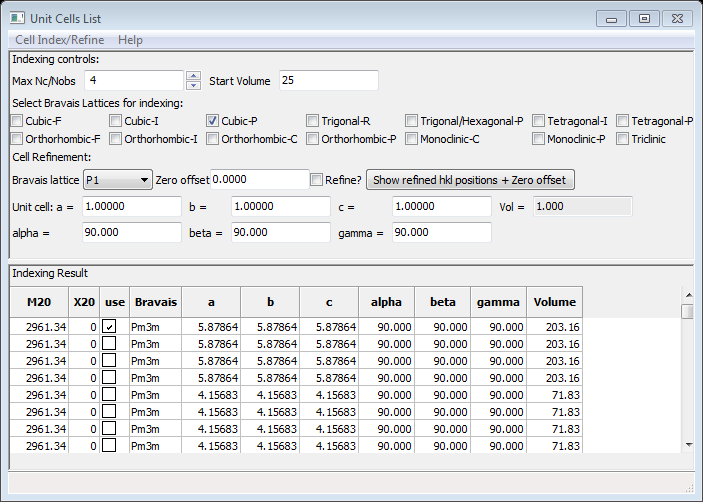 Unit Cells List
Cell Index/Refine Help
Indexing controls:
Max Nc/Nobs 4 Start Volume 25
Select Bravais Lattices for indexing:
Cubic-F Cubic-I Cubic-P Trigonal-R Trigonal/Hexagonal-P Tetragonal-I Tetragonal-P
Orthorhombic-F Orthorhombic-I Orthorhombic-C Orthorhombic-P Monoclinic-C Monoclinic-P Triclinic
Cell Refinement:
Bravais lattice P1 Zero offset 0.0000 Refine? Show refined hkl positions + Zero offset
Unit cell: a = 1.00000 b = 1.00000 c = 1.00000 Vol = 1.000
alpha = 90.000 beta = 90.000 gamma = 90.000
Indexing Result
M20 X20 use Bravais a b c alpha beta gamma Volume
2961.34 0 Pm3m 5.87864 5.87864 5.87864 90.000 90.000 90.000 203.16
2961.34 0 Pm3m 5.87864 5.87864 5.87864 90.000 90.000 90.000 203.16
2961.34 0 Pm3m 5.87864 5.87864 5.87864 90.000 90.000 90.000 203.16
2961.34 0 Pm3m 5.87864 5.87864 5.87864 90.000 90.000 90.000 203.16
2961.34 0 Pm3m 4.15683 4.15683 4.15683 90.000 90.000 90.000 71.83
2961.34 0 Pm3m 4.15683 4.15683 4.15683 90.000 90.000 90.000 71.83
2961.34 0 Pm3m 4.15683 4.15683 4.15683 90.000 90.000 90.000 71.83
2961.34 0 Pm3m 4.15683 4.15683 4.15683 90.000 90.000 90.000 71.83